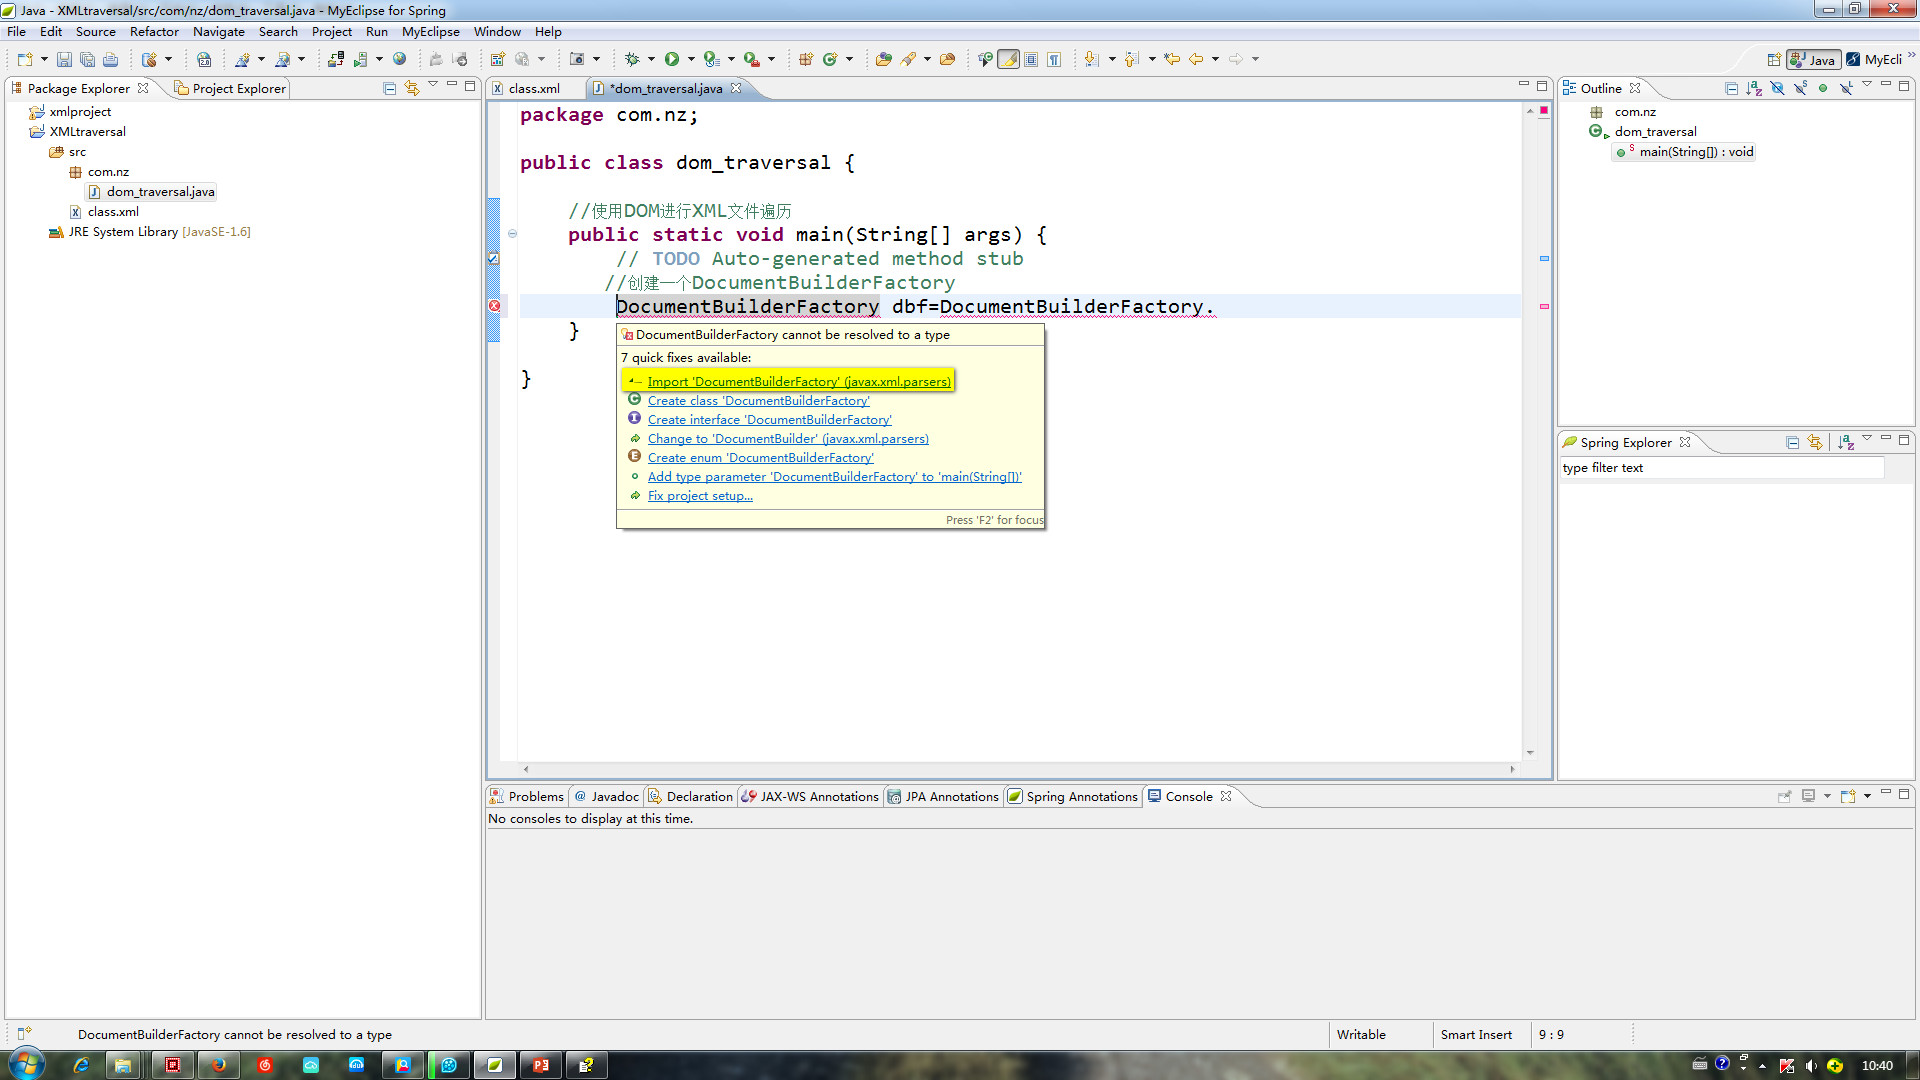 Java - XMLtraversal/src/com/nz/dom_traversal.java - MyEclipse for Spring
File Edit Source Refactor Navigate Search Project Run MyEclipse Window Help
Java MyEcli
Package Explorer Project Explorer
xmlproject
XMLtraversal
src
com.nz
dom_traversal.java
class.xml
JRE System Library [JavaSE-1.6]
class.xml *dom_traversal.java
package com.nz;
public class dom_traversal {
//使用DOM进行XML文件遍历
public static void main(String[] args) {
// TODO Auto-generated method stub
//创建一个DocumentBuilderFactory
DocumentBuilderFactory dbf=DocumentBuilderFactory.
}
}
DocumentBuilderFactory cannot be resolved to a type
7 quick fixes available:
Import 'DocumentBuilderFactory' (javax.xml.parsers)
Create class 'DocumentBuilderFactory'
Create interface 'DocumentBuilderFactory'
Change to 'DocumentBuilder' (javax.xml.parsers)
Create enum 'DocumentBuilderFactory'
Add type parameter 'DocumentBuilderFactory' to 'main(String[])'
Fix project setup...
Press 'F2' for focus
Outline
com.nz
dom_traversal
main(String[]) : void
Spring Explorer
type filter text
Problems Javadoc Declaration JAX-WS Annotations JPA Annotations Spring Annotations Console
No consoles to display at this time.
DocumentBuilderFactory cannot be resolved to a type Writable Smart Insert 9 : 9
10:40